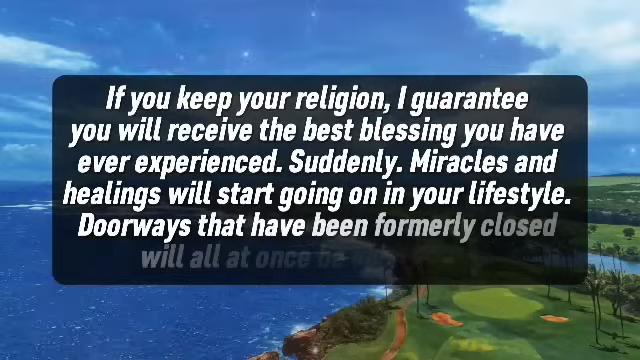 If you keep your religion, I guarantee
you will receive the best blessing you have
ever experienced. Suddenly. Miracles and
healings will start going on in your lifestyle.
Doorways that have been formerly closed
will all at once be